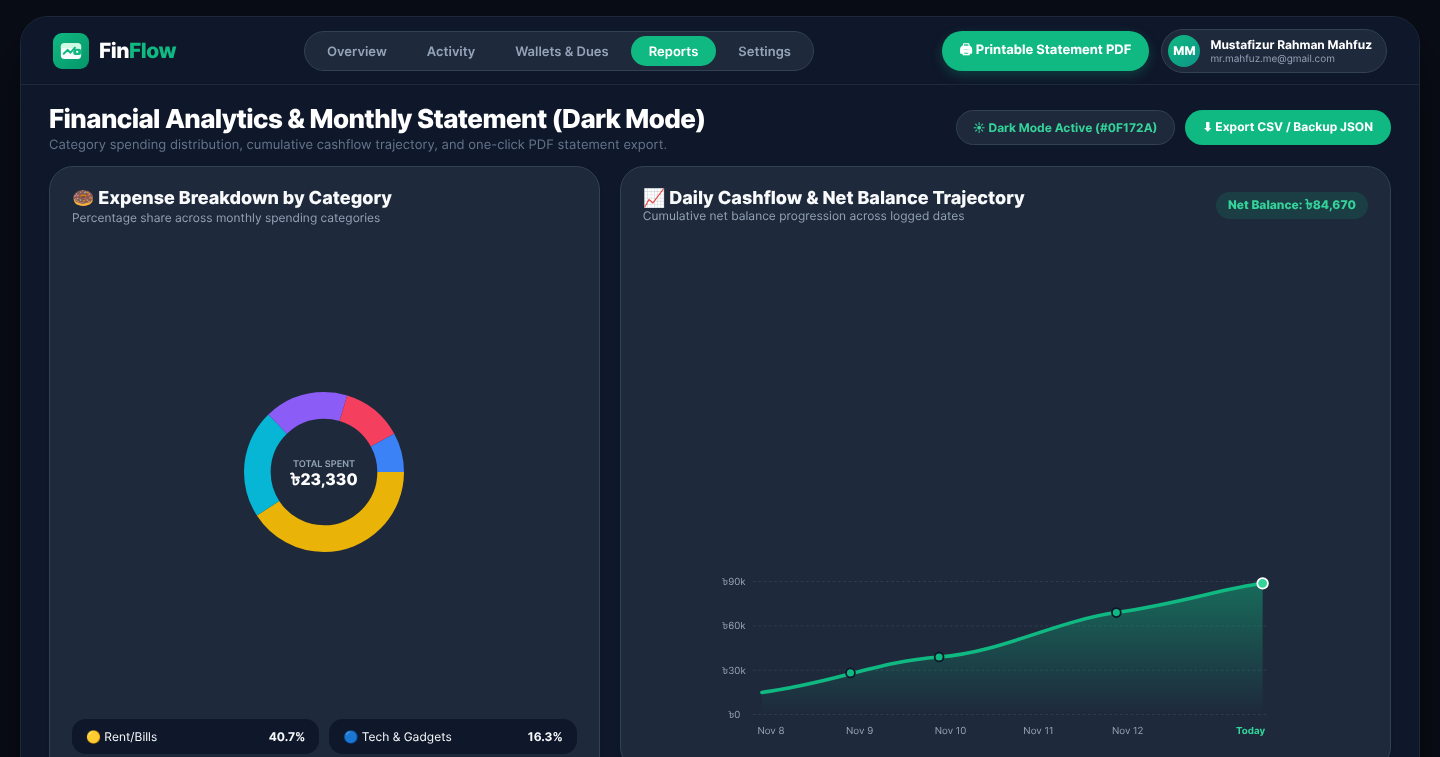 FinFlow
Overview
Activity
Wallets & Dues
Reports
Settings
🖨 Printable Statement PDF
MM
Mustafizur Rahman Mahfuz
mr.mahfuz.me@gmail.com
Financial Analytics & Monthly Statement (Dark Mode)
Category spending distribution, cumulative cashflow trajectory, and one-click PDF statement export.
☀ Dark Mode Active (#0F172A)
⬇ Export CSV / Backup JSON
🍩 Expense Breakdown by Category
Percentage share across monthly spending categories
TOTAL SPENT
৳23,330
🟡 Rent/Bills
40.7%
🔵 Tech & Gadgets
16.3%
📈 Daily Cashflow & Net Balance Trajectory
Cumulative net balance progression across logged dates
Net Balance: ৳84,670
৳90k
৳60k
৳30k
৳0
Nov 8
Nov 9
Nov 10
Nov 11
Nov 12
Today